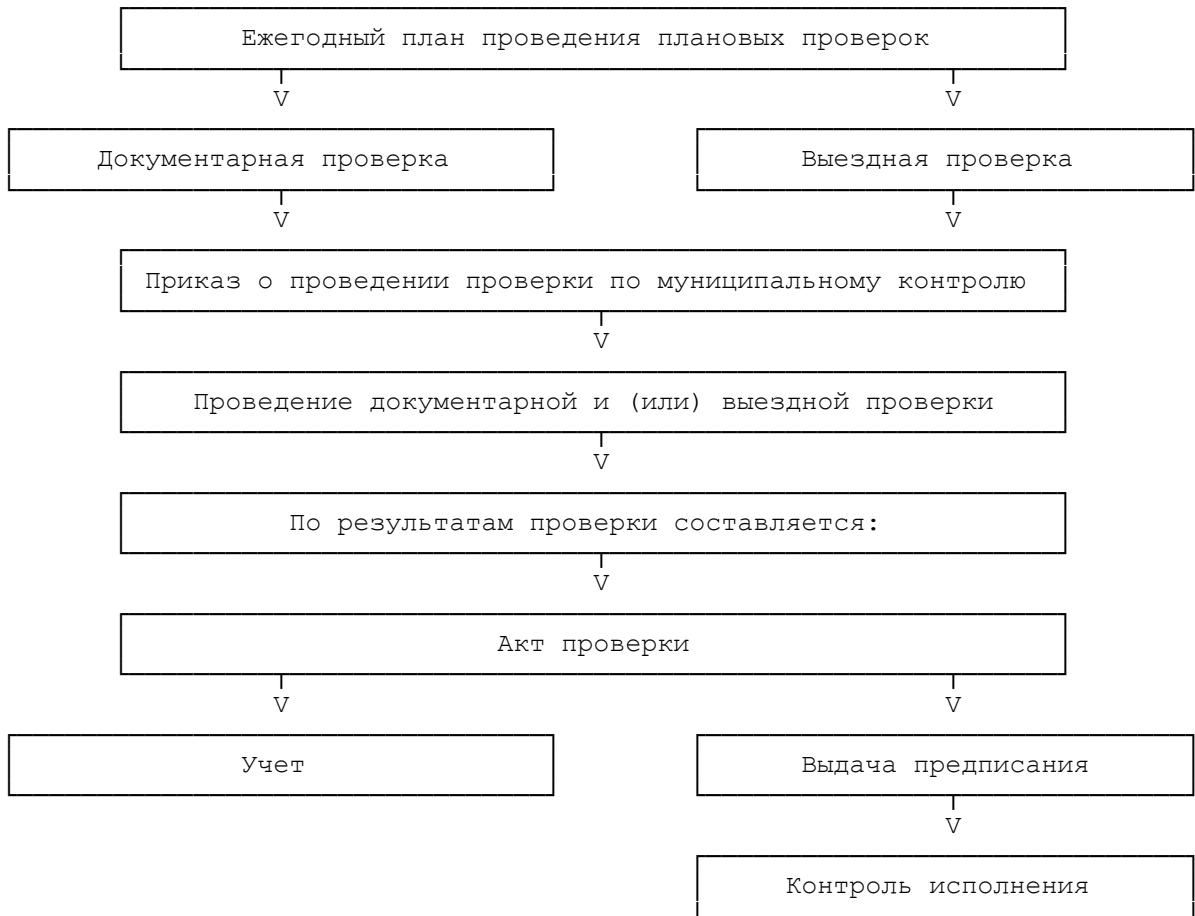 Ежегодный план проведения плановых проверок
V V
Документарная проверка Выездная проверка
V V
Приказ о проведении проверки по муниципальному контролю
V
Проведение документарной и (или) выездной проверки
V
По результатам проверки составляется:
V
Акт проверки
V V
Учет Выдача предписания
V
Контроль исполнения